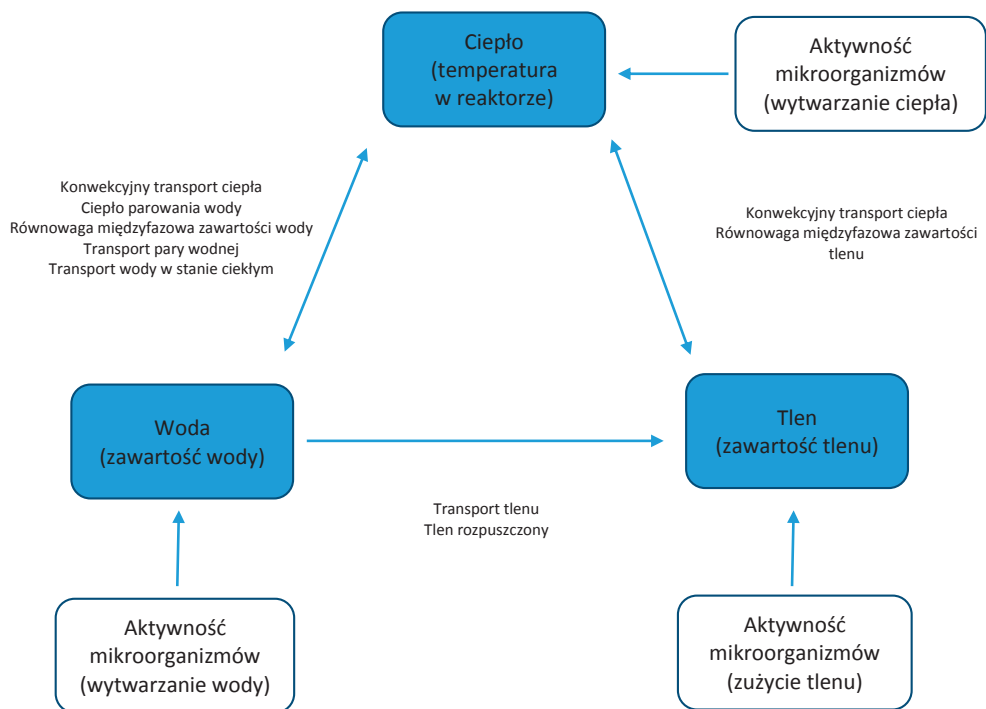 Ciepło
(temperatura
w reaktorze)
Aktywność
mikroorganizmów
(wytwarzanie ciepła)
Konwekcyjny transport ciepła
Ciepło parowania wody
Równowaga międzyfazowa zawartości wody
Transport pary wodnej
Transport wody w stanie ciekłym
Konwekcyjny transport ciepła
Równowaga międzyfazowa zawartości
tlenu
Woda
(zawartość wody)
Tlen
(zawartość tlenu)
Transport tlenu
Tlen rozpuszczony
Aktywność
mikroorganizmów
(wytwarzanie wody)
Aktywność
mikroorganizmów
(zużycie tlenu)